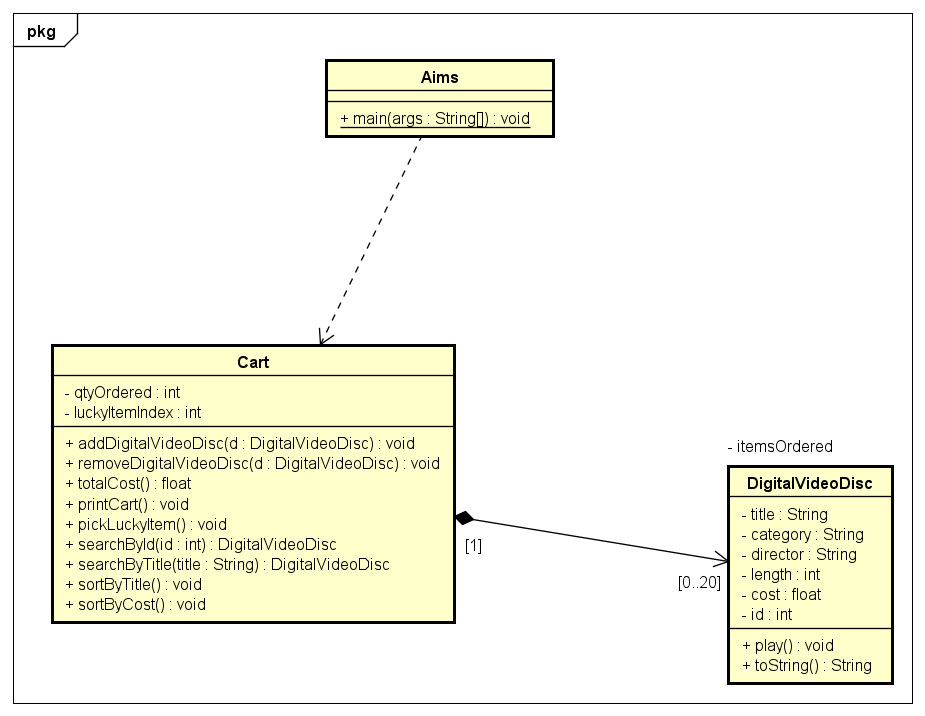 pkg
Aims
+ main(args : String[]) : void
Cart
- qtyOrdered : int
- luckyItemIndex : int
+ addDigitalVideoDisc(d : DigitalVideoDisc) : void
+ removeDigitalVideoDisc(d : DigitalVideoDisc) : void
+ totalCost() : float
+ printCart() : void
+ pickLuckyItem() : void
+ searchById(id : int) : DigitalVideoDisc
+ searchByTitle(title : String) : DigitalVideoDisc
+ sortByTitle() : void
+ sortByCost() : void
[1]
[0..20]
- itemsOrdered
DigitalVideoDisc
- title : String
- category : String
- director : String
- length : int
- cost : float
- id : int
+ play() : void
+ toString() : String